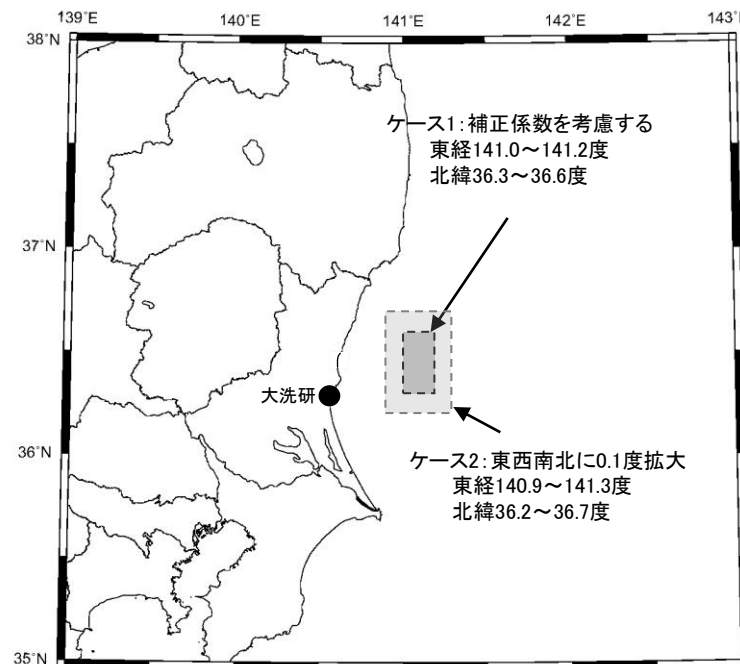 139˚E
140˚E
141˚E
142˚E
143˚E
38˚N
ケース1:補正係数を考慮する
東経141.0～141.2度
北緯36.3～36.6度
37˚N
大洗研
36˚N
ケース2:東西南北に0.1度拡大
東経140.9～141.3度
北緯36.2～36.7度
35˚N